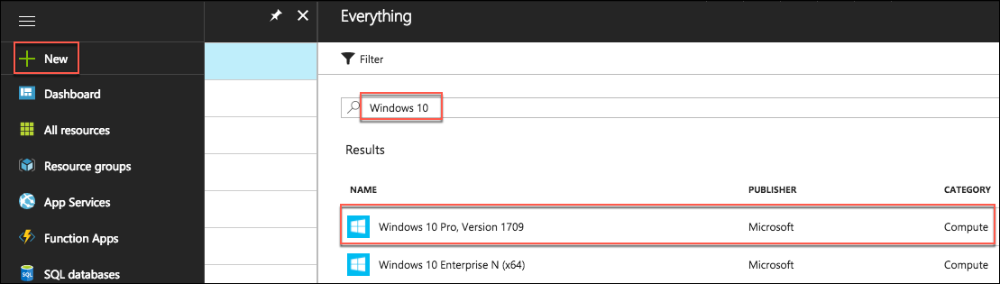 Everything
New
Dashboard
All resources
Resource groups
App Services
Function Apps
SQL databases
Filter
Windows 10
Results
NAME PUBLISHER CATEGORY
Windows 10 Pro, Version 1709 Microsoft Compute
Windows 10 Enterprise N (x64) Microsoft Compute